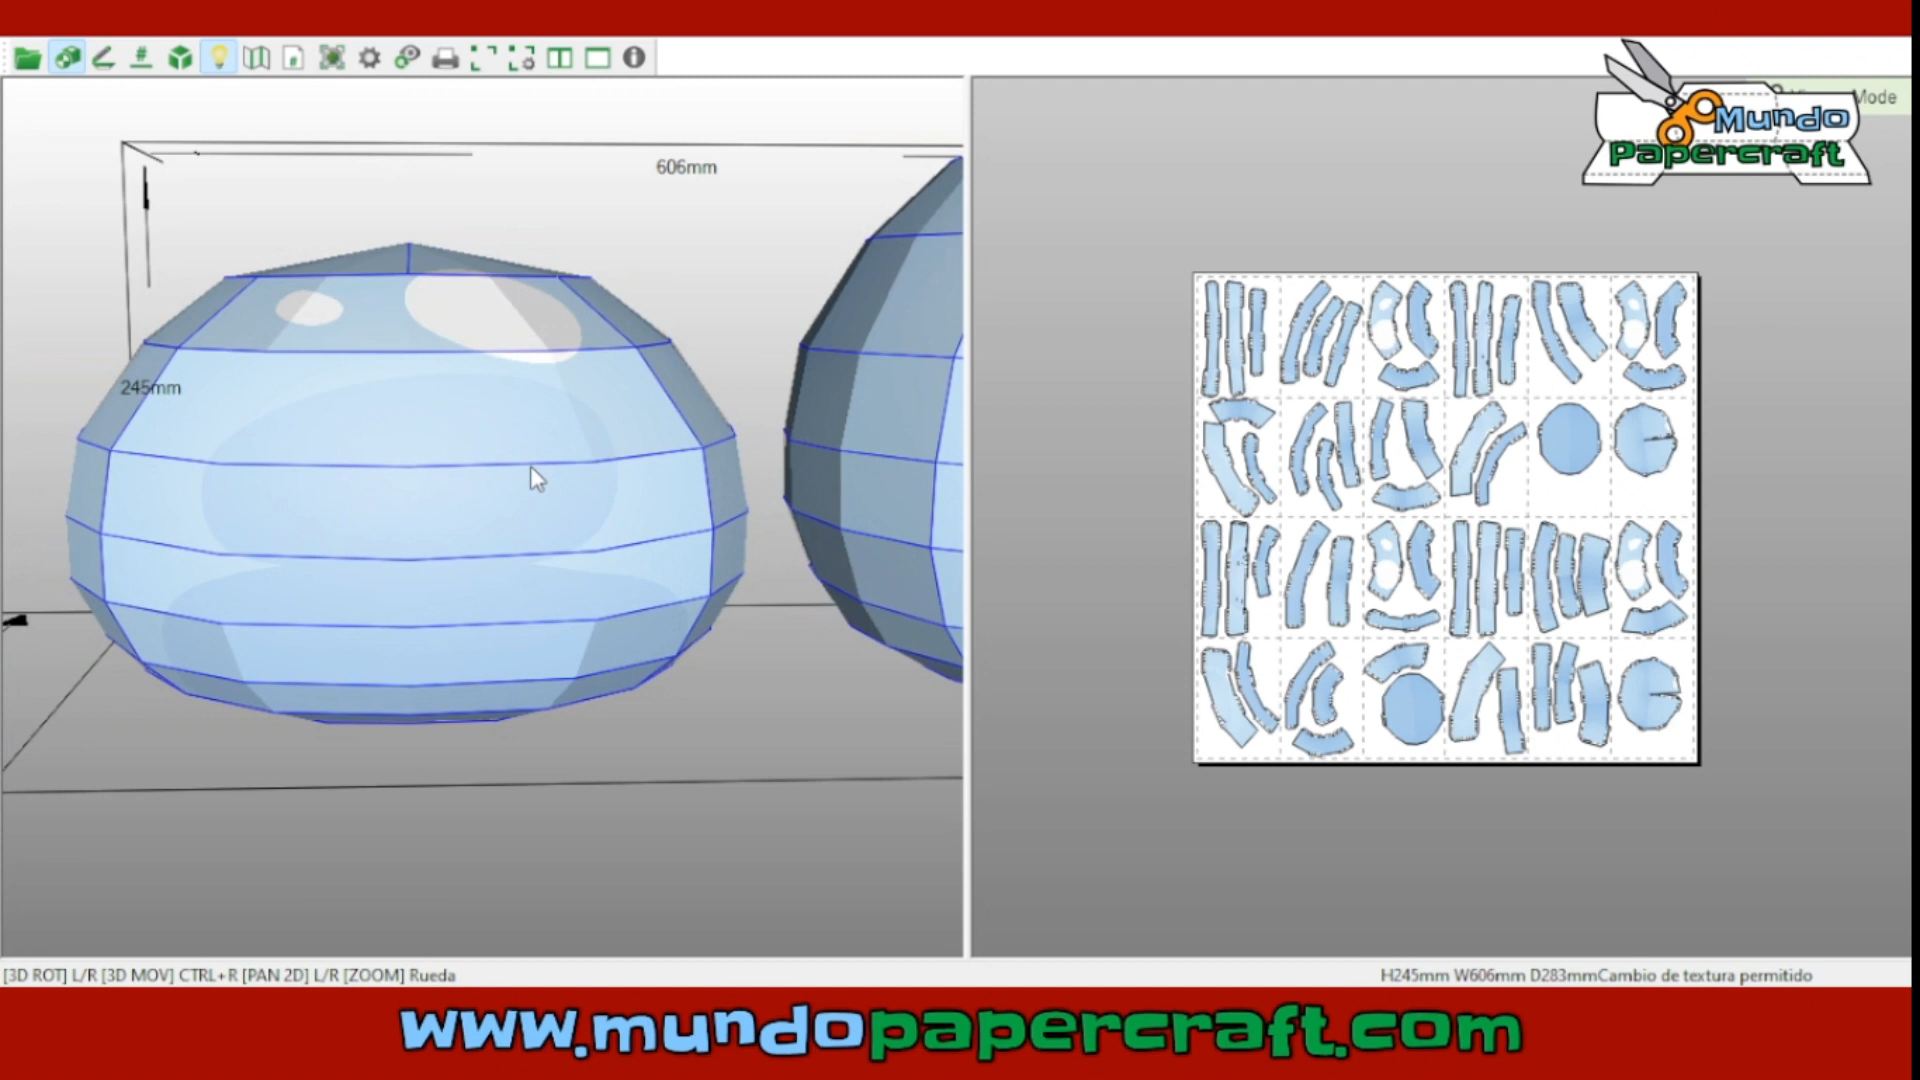 Mode
Mundo
Papercraft
606mm
245mm
[3D ROT] L/R [3D MOV] CTRL+R [PAN 2D] L/R [ZOOM] Rueda
H245mm W606mm D283mmCambio de textura permitido
www.mundopapercraft.com